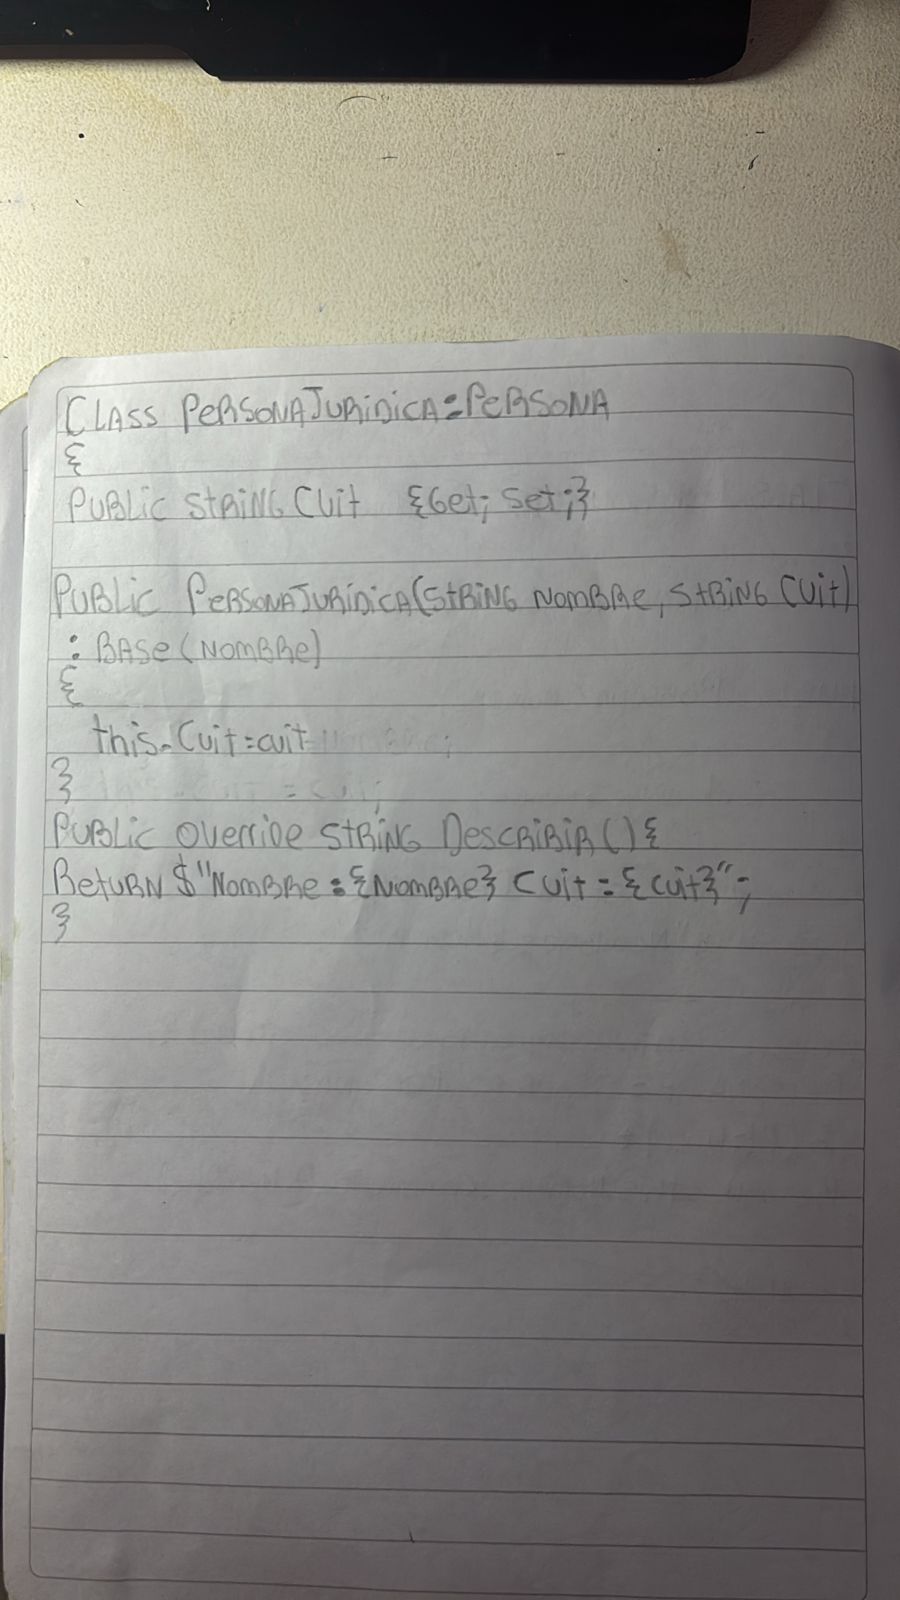 CLASS PERSONAJURIDICA:PERSONA
{
PUBLIC STRING CUit {Get; Set;}
PUBLIC PERSONAJURIDICA(STRING NOMBRE, STRING CUit)
: BASE(NOMBRE)
{
this.Cuit=cuit
}
PUBLIC OVERRIDE STRING DESCRIBIR(){
RETURN $"NOMBRE:{NOMBRE} CUit:{cuit}";
}